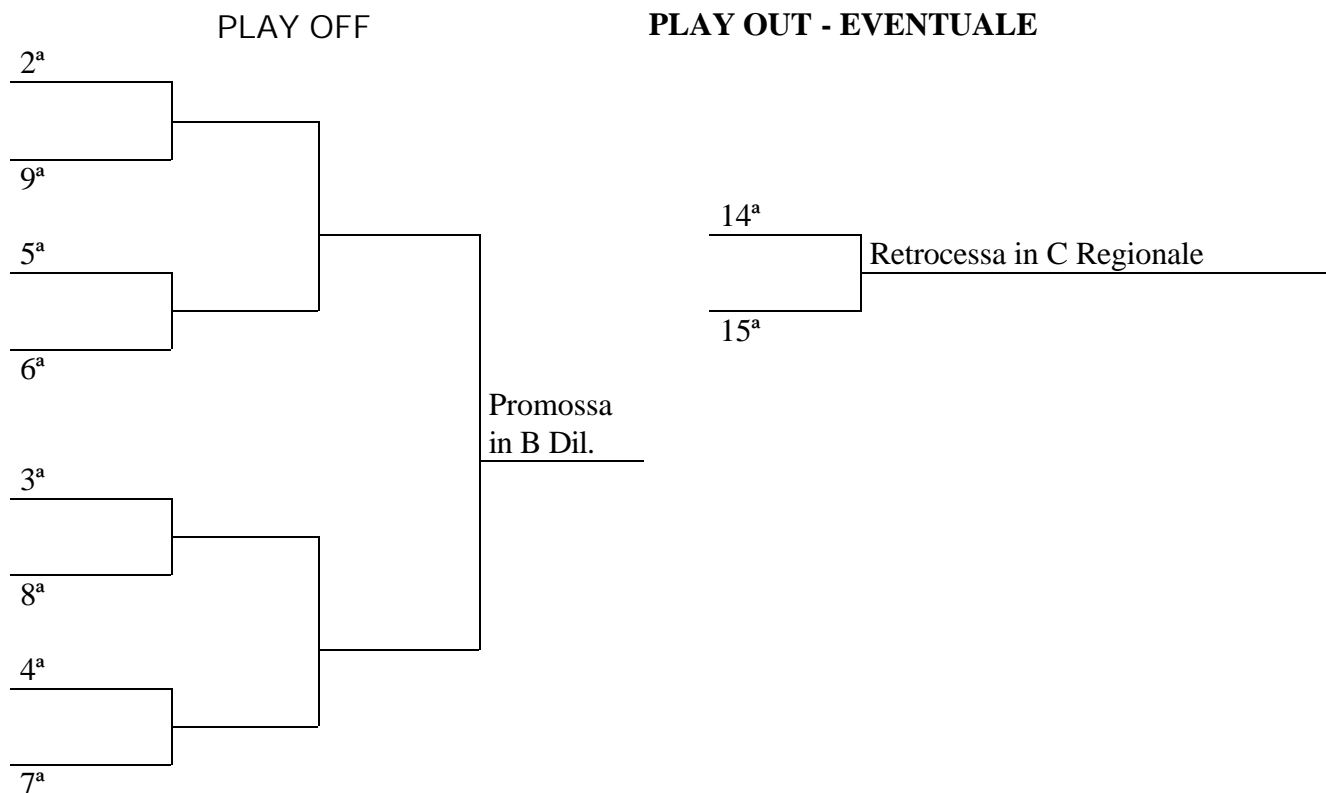 PLAY OFF
PLAY OUT - EVENTUALE
2ª
9ª
5ª
6ª
3ª
8ª
4ª
7ª
Promossa
in B Dil.
14ª
Retrocessa in C Regionale
15ª